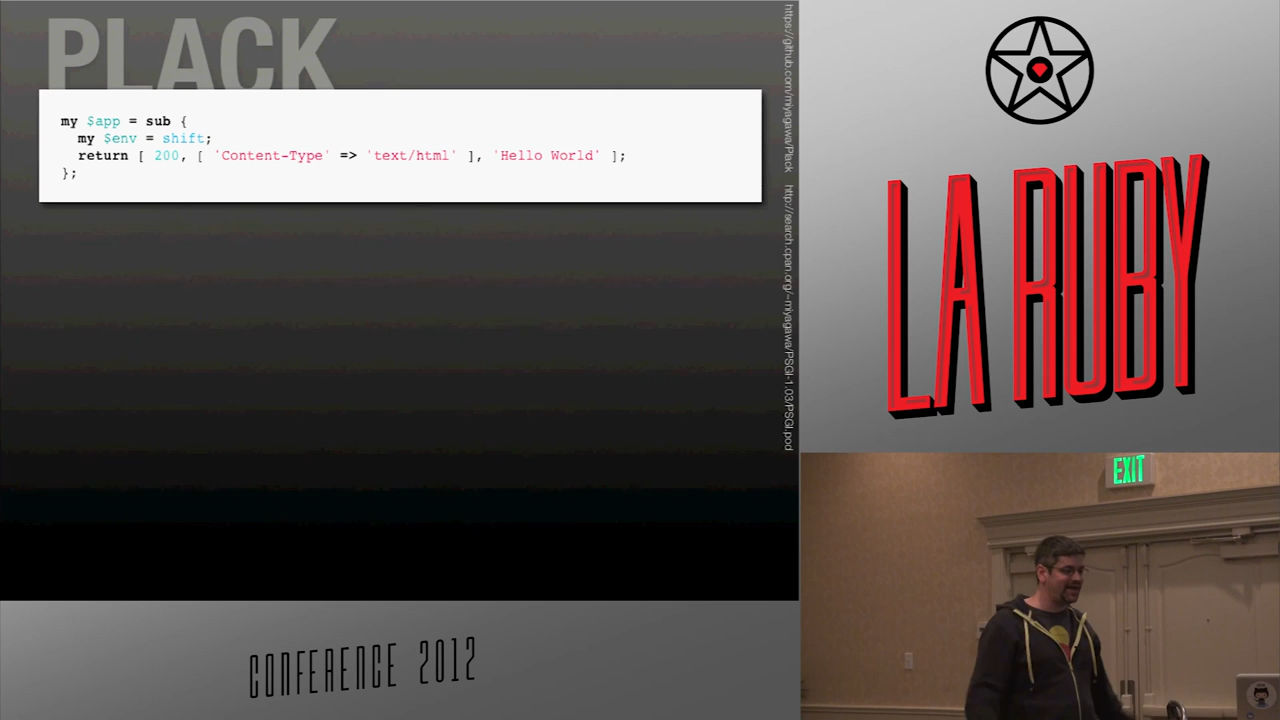 PLACK
my $app = sub {
  my $env = shift;
  return [ 200, [ 'Content-Type' => 'text/html' ], 'Hello World' ];
};
https://github.com/miyagawa/Plack http://search.cpan.org/~miyagawa/PSGI-1.03/PSGI.pod
LA RUBY
EXIT
CONFERENCE 2012